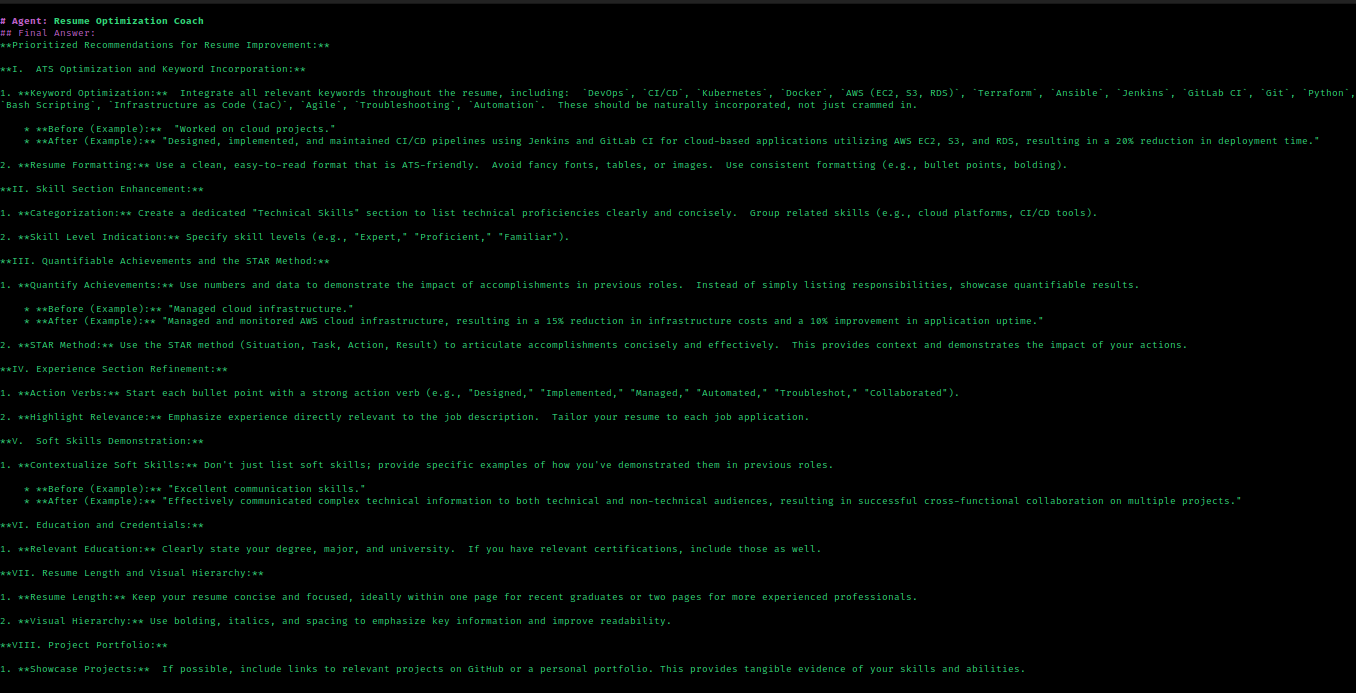 # Agent: Resume Optimization Coach
## Final Answer:
**Prioritized Recommendations for Resume Improvement:**
**I.  ATS Optimization and Keyword Incorporation:**
1. **Keyword Optimization:**  Integrate all relevant keywords throughout the resume, including:  `DevOps`, `CI/CD`, `Kubernetes`, `Docker`, `AWS (EC2, S3, RDS)`, `Terraform`, `Ansible`, `Jenkins`, `GitLab CI`, `Git`, `Python`,
`Bash Scripting`, `Infrastructure as Code (IaC)`, `Agile`, `Troubleshooting`, `Automation`.  These should be naturally incorporated, not just crammed in.
    * **Before (Example):**  "Worked on cloud projects."
    * **After (Example):** "Designed, implemented, and maintained CI/CD pipelines using Jenkins and GitLab CI for cloud-based applications utilizing AWS EC2, S3, and RDS, resulting in a 20% reduction in deployment time."
2. **Resume Formatting:** Use a clean, easy-to-read format that is ATS-friendly.  Avoid fancy fonts, tables, or images.  Use consistent formatting (e.g., bullet points, bolding).
**II. Skill Section Enhancement:**
1. **Categorization:** Create a dedicated "Technical Skills" section to list technical proficiencies clearly and concisely.  Group related skills (e.g., cloud platforms, CI/CD tools).
2. **Skill Level Indication:** Specify skill levels (e.g., "Expert," "Proficient," "Familiar").
**III. Quantifiable Achievements and the STAR Method:**
1. **Quantify Achievements:** Use numbers and data to demonstrate the impact of accomplishments in previous roles.  Instead of simply listing responsibilities, showcase quantifiable results.
    * **Before (Example):** "Managed cloud infrastructure."
    * **After (Example):** "Managed and monitored AWS cloud infrastructure, resulting in a 15% reduction in infrastructure costs and a 10% improvement in application uptime."
2. **STAR Method:** Use the STAR method (Situation, Task, Action, Result) to articulate accomplishments concisely and effectively.  This provides context and demonstrates the impact of your actions.
**IV. Experience Section Refinement:**
1. **Action Verbs:** Start each bullet point with a strong action verb (e.g., "Designed," "Implemented," "Managed," "Automated," "Troubleshot," "Collaborated").
2. **Highlight Relevance:** Emphasize experience directly relevant to the job description.  Tailor your resume to each job application.
**V.  Soft Skills Demonstration:**
1. **Contextualize Soft Skills:** Don't just list soft skills; provide specific examples of how you've demonstrated them in previous roles.
    * **Before (Example):** "Excellent communication skills."
    * **After (Example):** "Effectively communicated complex technical information to both technical and non-technical audiences, resulting in successful cross-functional collaboration on multiple projects."
**VI. Education and Credentials:**
1. **Relevant Education:** Clearly state your degree, major, and university.  If you have relevant certifications, include those as well.
**VII. Resume Length and Visual Hierarchy:**
1. **Resume Length:** Keep your resume concise and focused, ideally within one page for recent graduates or two pages for more experienced professionals.
2. **Visual Hierarchy:** Use bolding, italics, and spacing to emphasize key information and improve readability.
**VIII. Project Portfolio:**
1. **Showcase Projects:**  If possible, include links to relevant projects on GitHub or a personal portfolio. This provides tangible evidence of your skills and abilities.